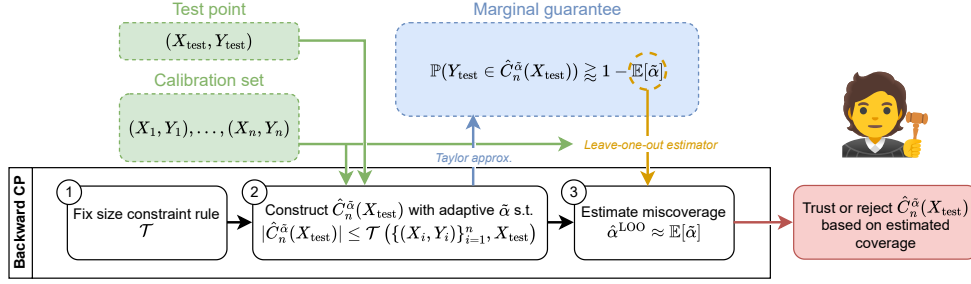 Test point
(X_test, Y_test)
Calibration set
(X_1, Y_1), . . . , (X_n, Y_n)
Marginal guarantee
ℙ(Y_test ∈ Ĉ_n^α̃(X_test)) ⪆ 1 − 𝔼[α̃]
Taylor approx.
Leave-one-out estimator
Backward CP
1
Fix size constraint rule
𝒯
2
Construct Ĉ_n^α̃(X_test) with adaptive α̃ s.t.
|Ĉ_n^α̃(X_test)| ≤ 𝒯 ({(X_i, Y_i)}_{i=1}^n, X_test)
3
Estimate miscoverage
α̂^LOO ≈ 𝔼[α̃]
Trust or reject Ĉ_n^α̃(X_test)
based on estimated
coverage